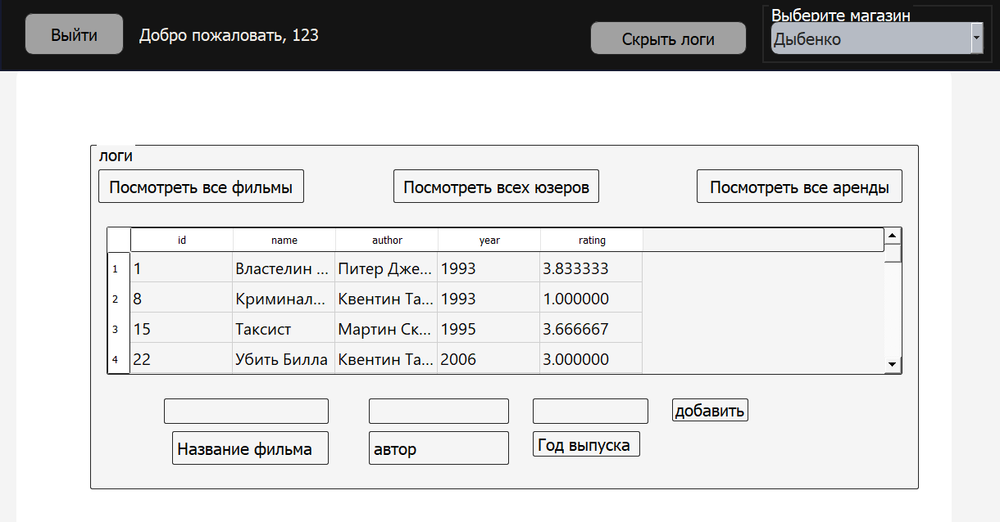 Выйти
Добро пожаловать, 123
Скрыть логи
Выберите магазин
Дыбенко
логи
Посмотреть все фильмы
Посмотреть всех юзеров
Посмотреть все аренды
id name author year rating
1 1 Властелин ... Питер Дже... 1993 3.833333
2 8 Криминал... Квентин Та... 1993 1.000000
3 15 Таксист Мартин Ск... 1995 3.666667
4 22 Убить Билла Квентин Та... 2006 3.000000
добавить
Название фильма
автор
Год выпуска